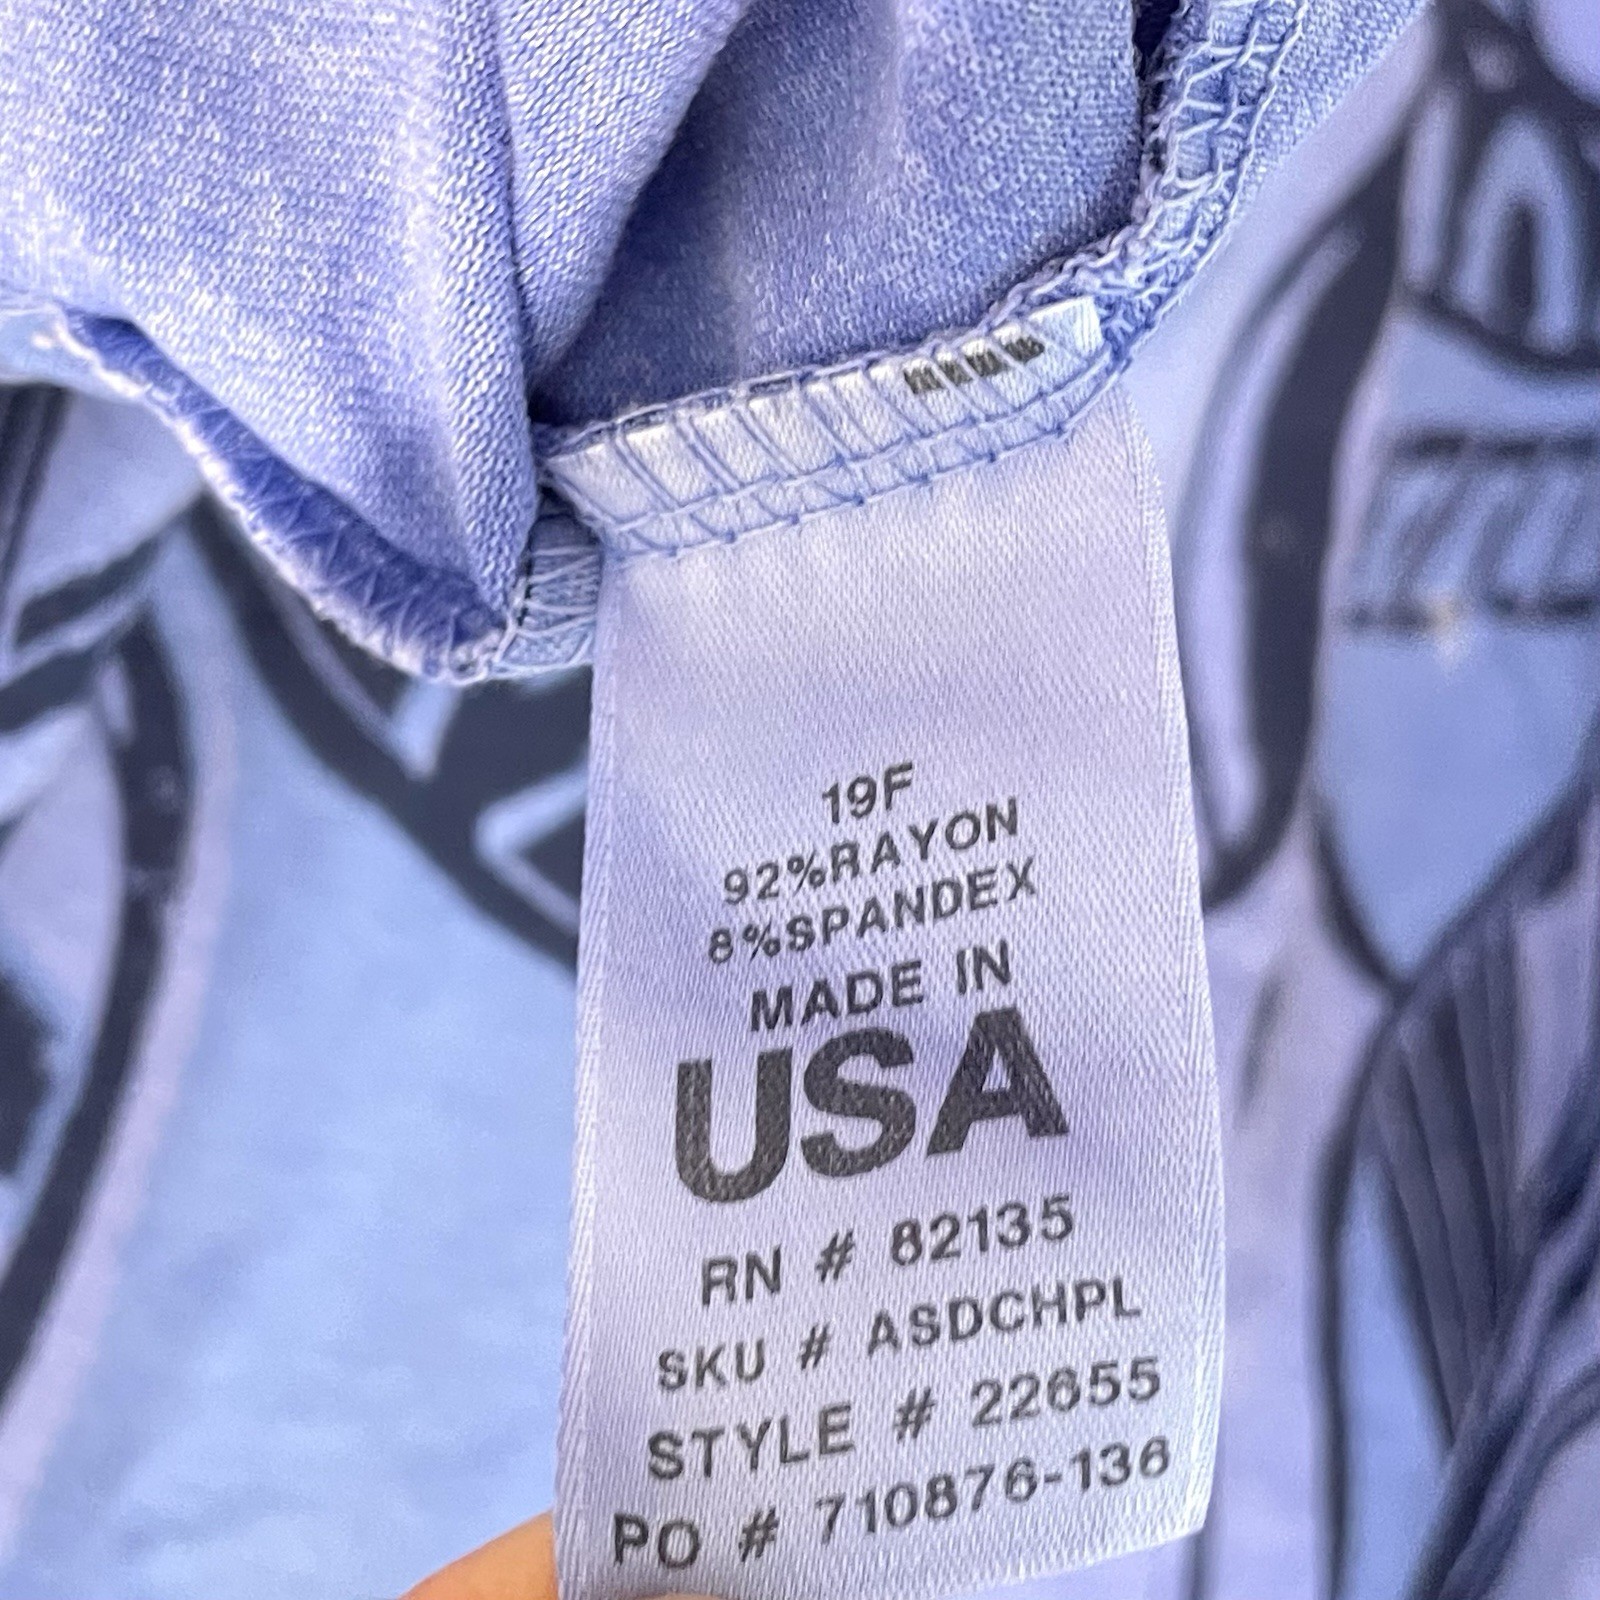 19F
92%RAYON
8%SPANDEX
MADE IN
USA
RN # 82135
SKU # ASDCHPL
STYLE # 22655
PO # 710876-136